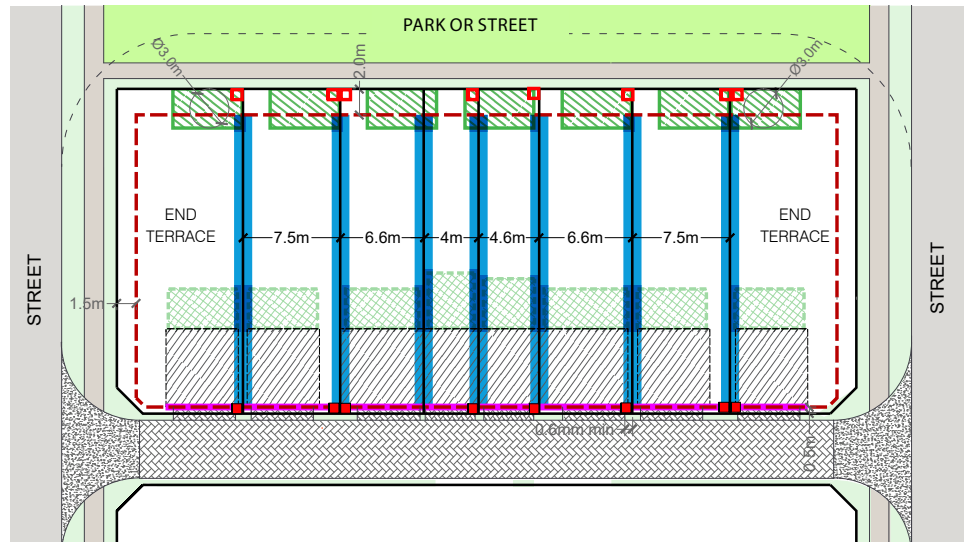 PARK OR STREET
Ø3.0m
2.0m
Ø3.0m
END
TERRACE
7.5m
6.6m
4m
4.6m
6.6m
7.5m
END
TERRACE
STREET
STREET
1.5m
0.6mm min
0.5m